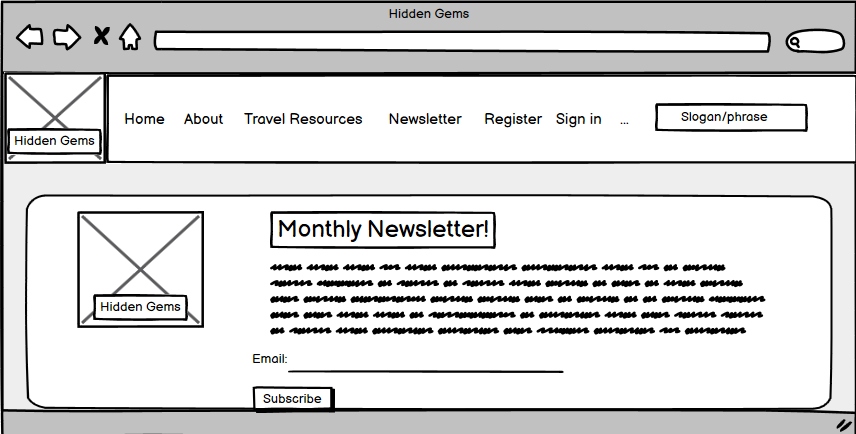 Hidden Gems
Hidden Gems
Home About Travel Resources Newsletter Register Sign in ... Slogan/phrase
Monthly Newsletter!
Hidden Gems
Email:
Subscribe